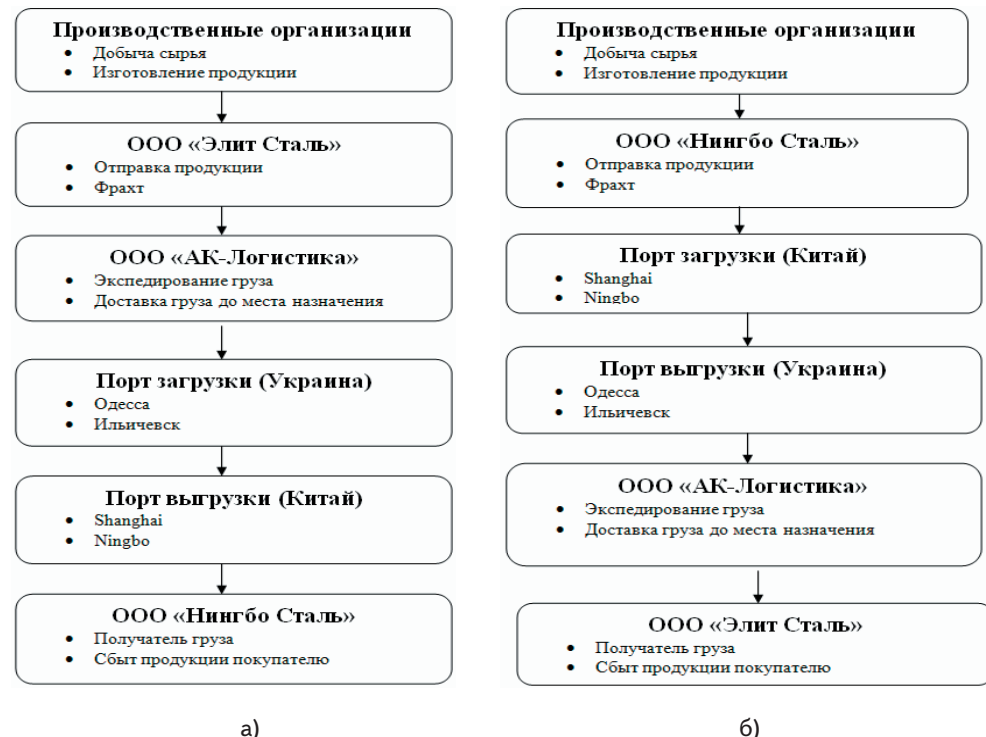 Производственные организации
• Добыча сырья
• Изготовление продукции
ООО «Элит Сталь»
• Отправка продукции
• Фрахт
ООО «АК-Логистика»
• Экспедирование груза
• Доставка груза до места назначения
Порт загрузки (Украина)
• Одесса
• Ильичевск
Порт выгрузки (Китай)
• Shanghai
• Ningbo
ООО «Нингбо Сталь»
• Получатель груза
• Сбыт продукции покупателю
а)
Производственные организации
• Добыча сырья
• Изготовление продукции
ООО «Нингбо Сталь»
• Отправка продукции
• Фрахт
Порт загрузки (Китай)
• Shanghai
• Ningbo
Порт выгрузки (Украина)
• Одесса
• Ильичевск
ООО «АК-Логистика»
• Экспедирование груза
• Доставка груза до места назначения
ООО «Элит Сталь»
• Получатель груза
• Сбыт продукции покупателю
б)